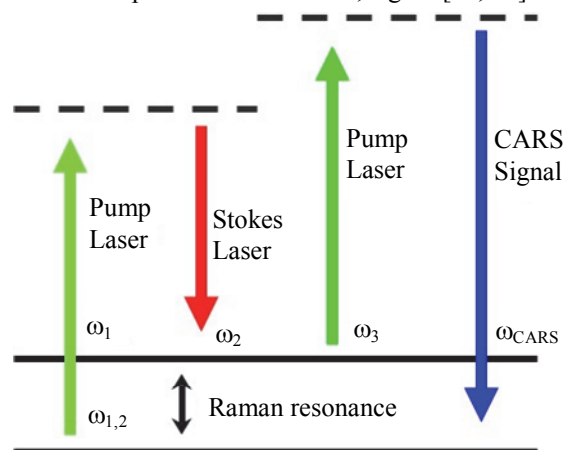 Pump
Laser
CARS
Signal
Pump
Laser
Stokes
Laser
ω1
ω2
ω3
ωCARS
ω1,2
Raman resonance